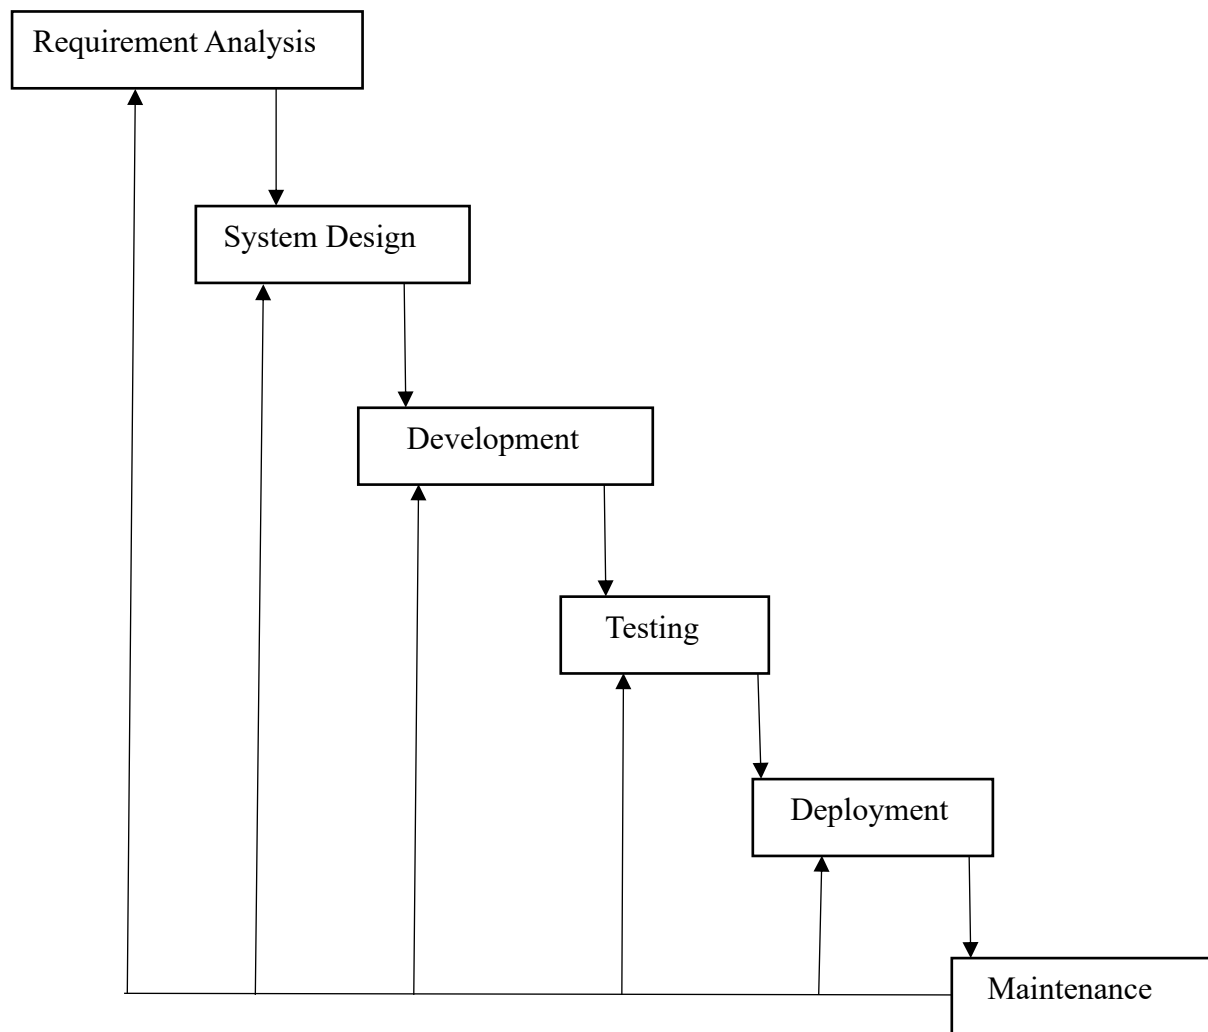 Requirement Analysis
System Design
Development
Testing
Deployment
Maintenance